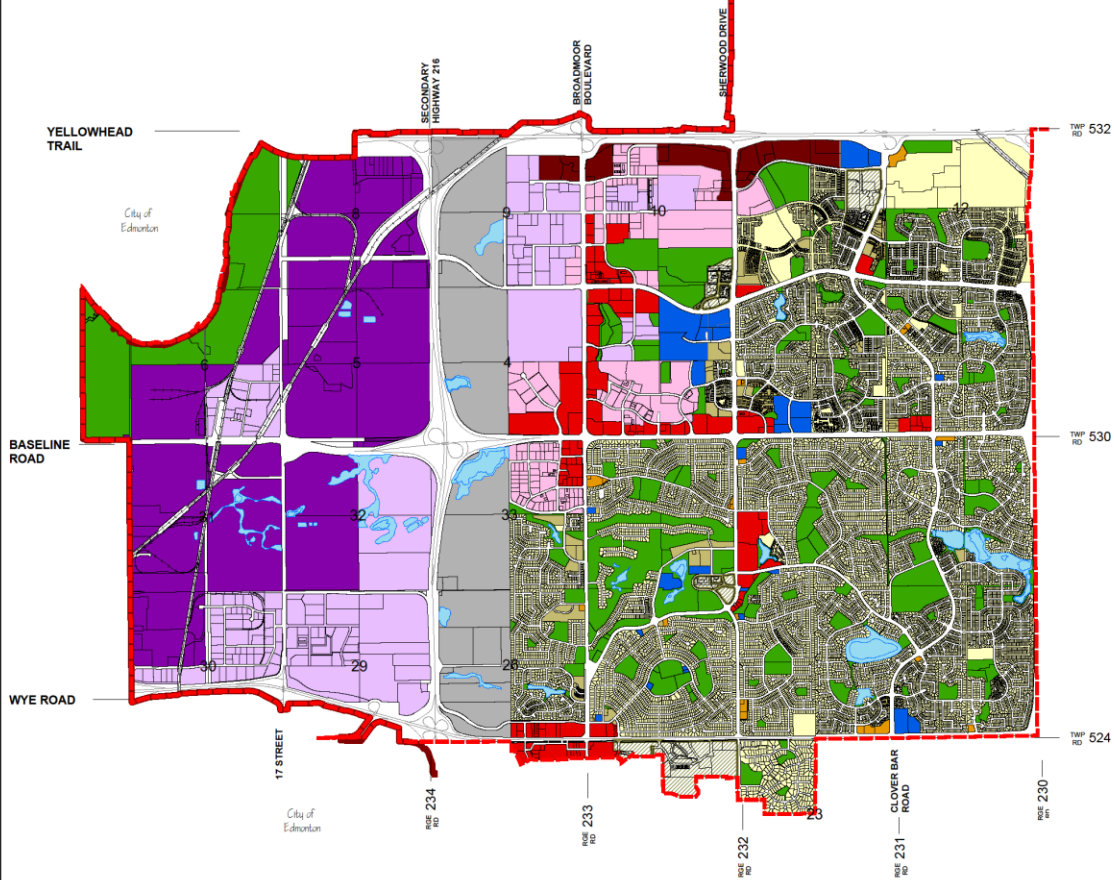 SHERWOOD DRIVE
BROADMOOR
BOULEVARD
SECONDARY
HIGHWAY 216
YELLOWHEAD
TRAIL
TWP
RD 532
City of
Edmonton
8
9
10
12
6
5
4
BASELINE
ROAD
TWP
RD 530
31
32
33
30
29
28
WYE ROAD
TWP
RD 524
17 STREET
City of
Edmonton
RGE
RD 234
RGE
RD 233
RGE
RD 232
CLOVER BAR
ROAD
RGE
RD 231
RGE
RD 230
23